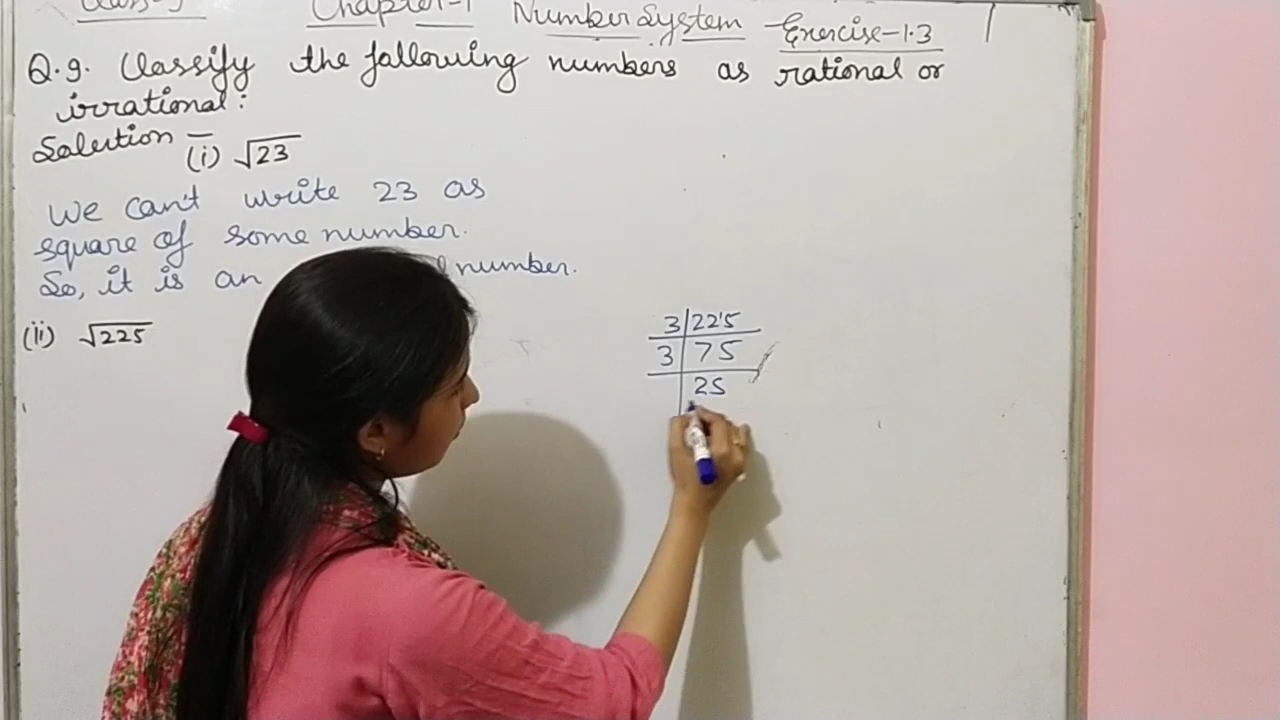 Class-9 Chapter-1 Number System Exercise-1.3
Q.9. Classify the following numbers as rational or
irrational:
Solution - (i) √23
We can't write 23 as
square of some number.
So, it is an number.
(ii) √225
3 | 225
3 | 75
25